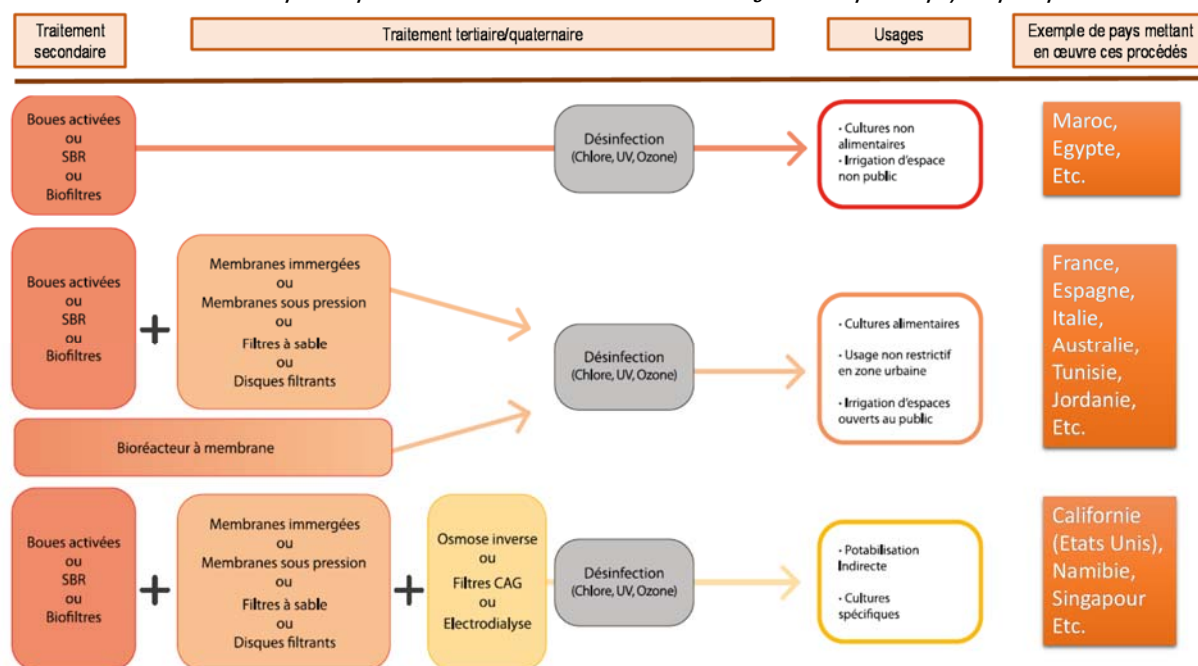 Traitement
secondaire
Traitement tertiaire/quaternaire
Usages
Exemple de pays mettant
en œuvre ces procédés
Boues activées
ou
SBR
ou
Biofiltres
Désinfection
(Chlore, UV, Ozone)
• Cultures non
alimentaires
• Irrigation d'espace
non public
Maroc,
Egypte,
Etc.
Boues activées
ou
SBR
ou
Biofiltres
+
Membranes immergées
ou
Membranes sous pression
ou
Filtres à sable
ou
Disques filtrants
Bioréacteur à membrane
Désinfection
(Chlore, UV, Ozone)
• Cultures alimentaires
• Usage non restrictif
en zone urbaine
• Irrigation d'espaces
ouverts au public
France,
Espagne,
Italie,
Australie,
Tunisie,
Jordanie,
Etc.
Boues activées
ou
SBR
ou
Biofiltres
+
Membranes immergées
ou
Membranes sous pression
ou
Filtres à sable
ou
Disques filtrants
+
Osmose inverse
ou
Filtres CAG
ou
Electrodialyse
Désinfection
(Chlore, UV, Ozone)
• Potabilisation
Indirecte
• Cultures
spécifiques
Californie
(Etats Unis),
Namibie,
Singapour
Etc.